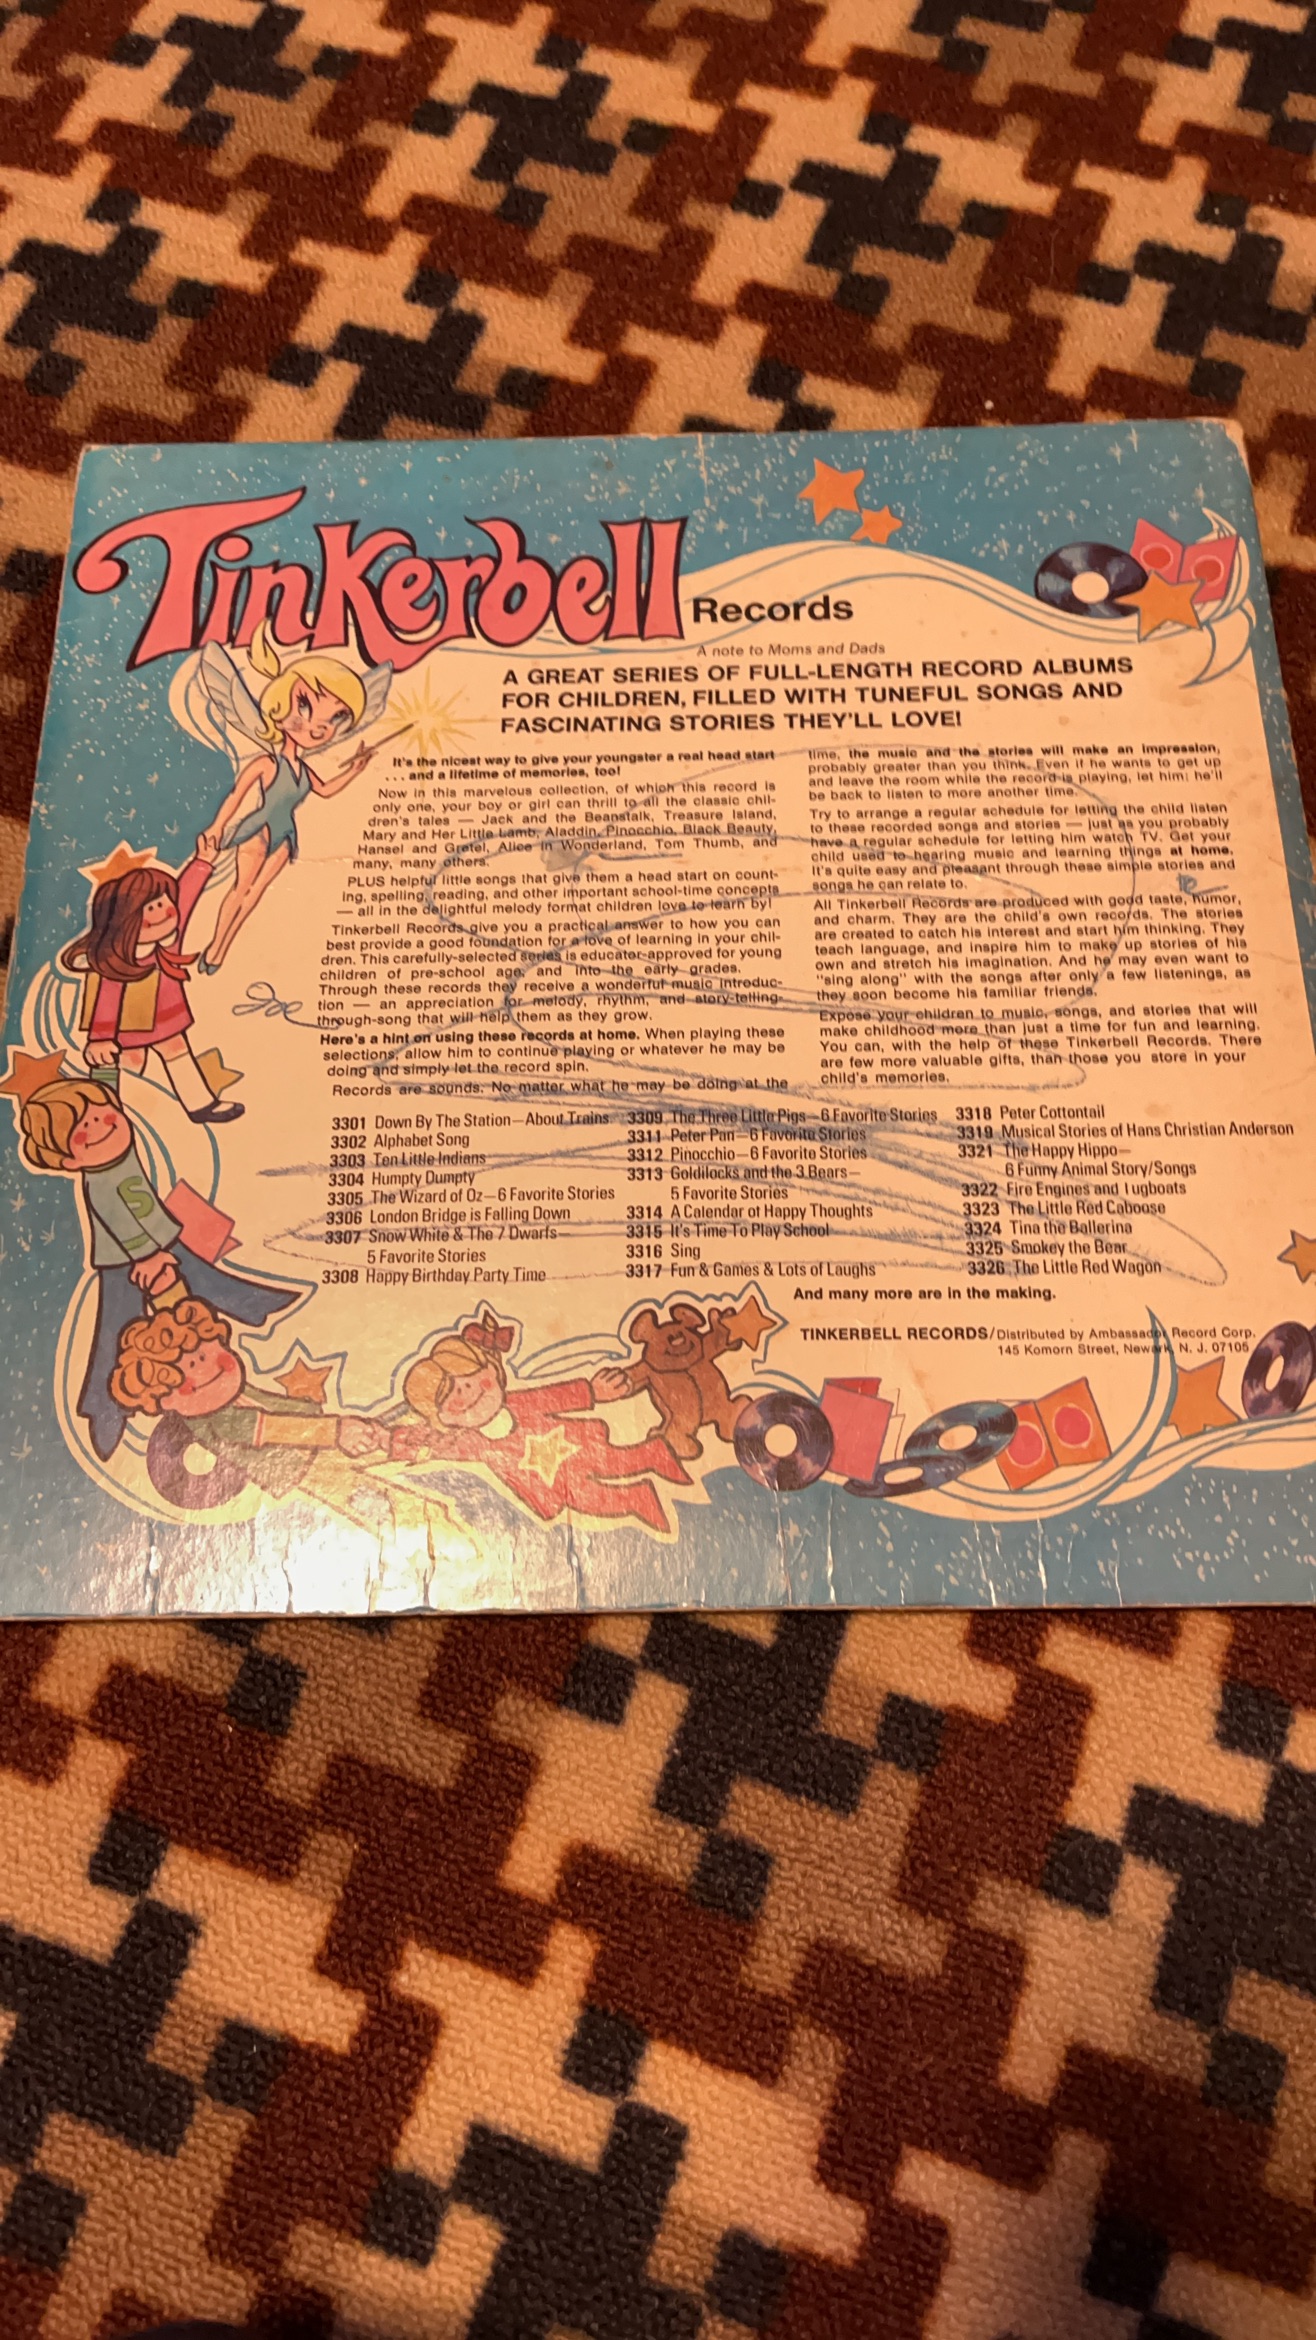 Tinkerbell Records
A note to Moms and Dads
A GREAT SERIES OF FULL-LENGTH RECORD ALBUMS
FOR CHILDREN, FILLED WITH TUNEFUL SONGS AND
FASCINATING STORIES THEY'LL LOVE!
It's the nicest way to give your youngster a real head start
. . . and a lifetime of memories, too!
Now in this marvelous collection, of which this record is
only one, your boy or girl can thrill to all the classic chil-
dren's tales — Jack and the Beanstalk, Treasure Island,
Mary and Her Little Lamb, Aladdin, Pinocchio, Black Beauty,
Hansel and Gretel, Alice in Wonderland, Tom Thumb, and
many, many others.
PLUS helpful little songs that give them a head start on count-
ing, spelling, reading, and other important school-time concepts
— all in the delightful melody format children love to learn by!
Tinkerbell Records give you a practical answer to how you can
best provide a good foundation for a love of learning in your chil-
dren. This carefully-selected series is educator-approved for young
children of pre-school age, and into the early grades.
Through these records they receive a wonderful music introduc-
tion — an appreciation for melody, rhythm, and story-telling-
through-song that will help them as they grow.
Here's a hint on using these records at home. When playing these
selections, allow him to continue playing or whatever he may be
doing and simply let the record spin.
Records are sounds. No matter what he may be doing at the
time, the music and the stories will make an impression,
probably greater than you think. Even if he wants to get up
and leave the room while the record is playing, let him; he'll
be back to listen to more another time.
Try to arrange a regular schedule for letting the child listen
to these recorded songs and stories — just as you probably
have a regular schedule for letting him watch TV. Get your
child used to hearing music and learning things at home.
It's quite easy and pleasant through these simple stories and
songs he can relate to.
All Tinkerbell Records are produced with good taste, humor,
and charm. They are the child's own records. The stories
are created to catch his interest and start him thinking. They
teach language, and inspire him to make up stories of his
own and stretch his imagination. And he may even want to
"sing along" with the songs after only a few listenings, as
they soon become his familiar friends.
Expose your children to music, songs, and stories that will
make childhood more than just a time for fun and learning.
You can, with the help of these Tinkerbell Records. There
are few more valuable gifts, than those you store in your
child's memories.
3301 Down By The Station—About Trains
3302 Alphabet Song
3303 Ten Little Indians
3304 Humpty Dumpty
3305 The Wizard of Oz—6 Favorite Stories
3306 London Bridge is Falling Down
3307 Snow White & The 7 Dwarfs—
5 Favorite Stories
3308 Happy Birthday Party Time
3309 The Three Little Pigs—6 Favorite Stories
3311 Peter Pan—6 Favorite Stories
3312 Pinocchio—6 Favorite Stories
3313 Goldilocks and the 3 Bears—
5 Favorite Stories
3314 A Calendar of Happy Thoughts
3315 It's Time To Play School
3316 Sing
3317 Fun & Games & Lots of Laughs
3318 Peter Cottontail
3319 Musical Stories of Hans Christian Anderson
3321 The Happy Hippo—
6 Funny Animal Story/Songs
3322 Fire Engines and Tugboats
3323 The Little Red Caboose
3324 Tina the Ballerina
3325 Smokey the Bear
3326 The Little Red Wagon
And many more are in the making.
TINKERBELL RECORDS/Distributed by Ambassador Record Corp.
145 Komorn Street, Newark, N. J. 07105
S